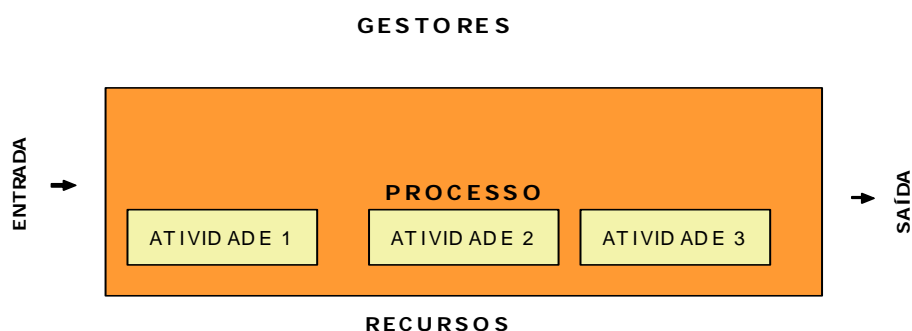 GESTORES
ENTRADA
PROCESSO
ATIVIDADE 1
ATIVIDADE 2
ATIVIDADE 3
SAÍDA
RECURSOS